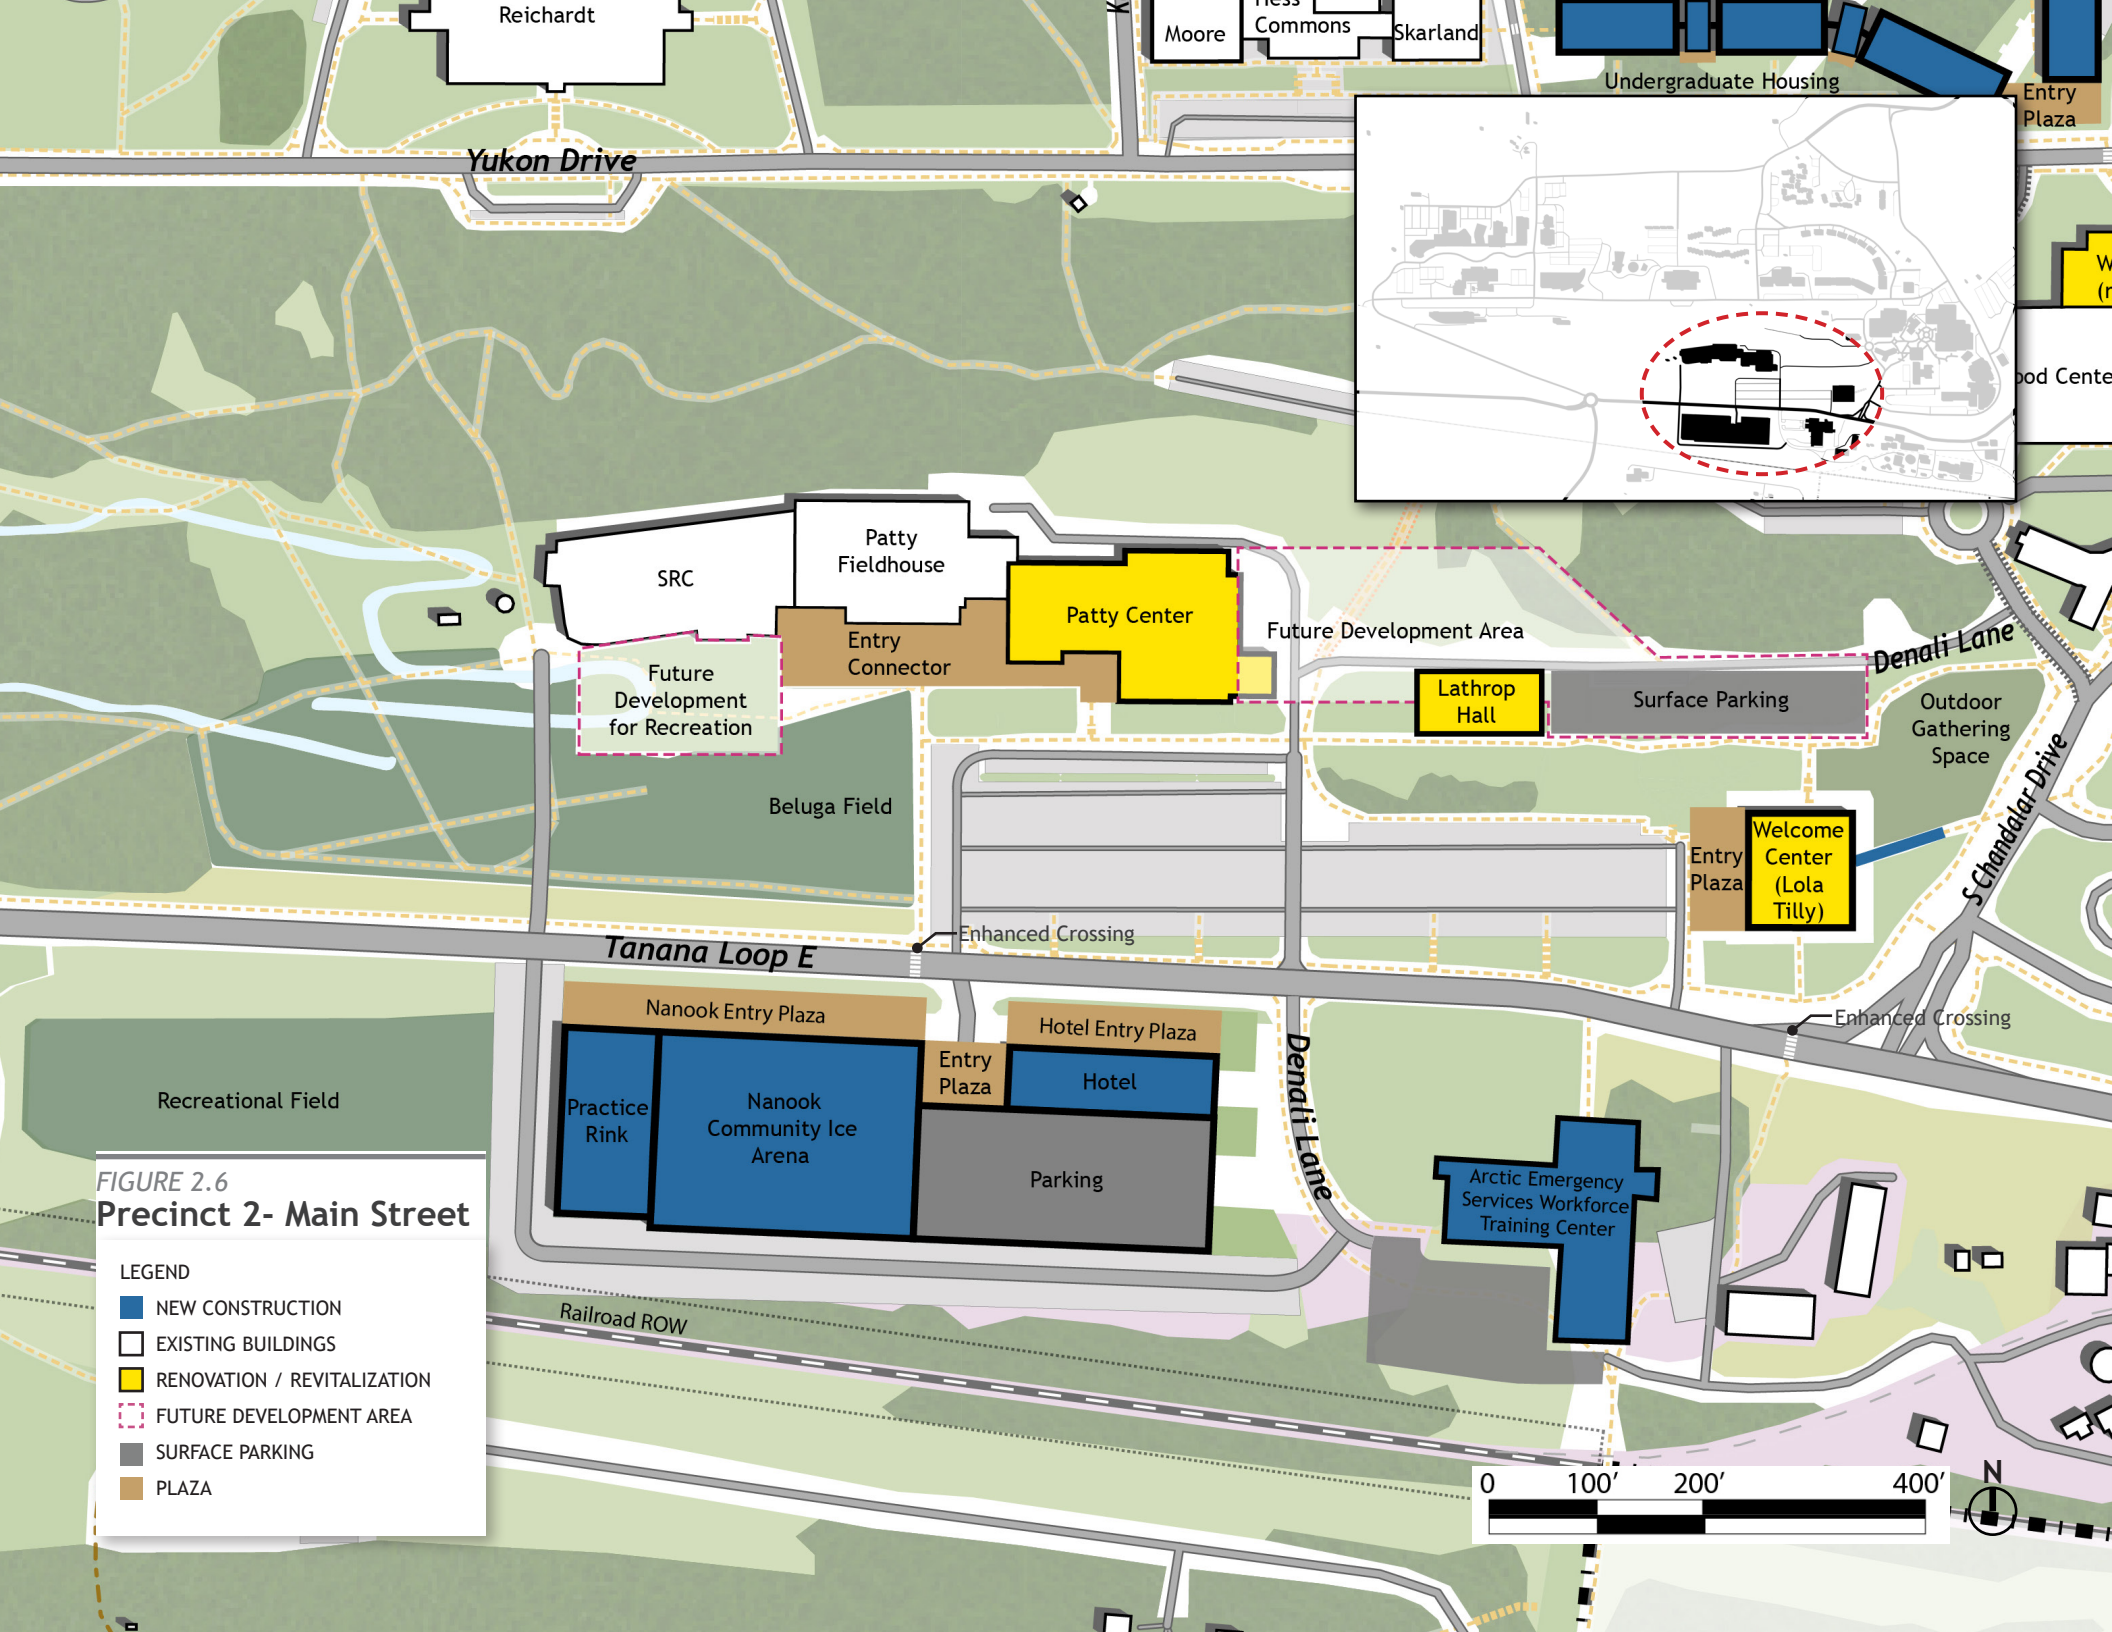 Reichardt
K
Moore
Commons
Skarland
Undergraduate Housing
Entry
Plaza
Yukon Drive
W
(r
Patty
Fieldhouse
SRC
Patty Center
Entry
Connector
Future
Development
for Recreation
Future Development Area
Lathrop
Hall
Surface Parking
Denali Lane
Outdoor
Gathering
Space
S Chandalar Drive
Beluga Field
Welcome
Center
(Lola
Tilly)
Entry
Plaza
Enhanced Crossing
Tanana Loop E
Nanook Entry Plaza
Hotel Entry Plaza
Enhanced Crossing
Entry
Plaza
Hotel
Denali Lane
Recreational Field
Practice
Rink
Nanook
Community Ice
Arena
Parking
Arctic Emergency
Services Workforce
Training Center
Railroad ROW
FIGURE 2.6
Precinct 2- Main Street
LEGEND
NEW CONSTRUCTION
EXISTING BUILDINGS
RENOVATION / REVITALIZATION
FUTURE DEVELOPMENT AREA
SURFACE PARKING
PLAZA
0 100′ 200′ 400′
N